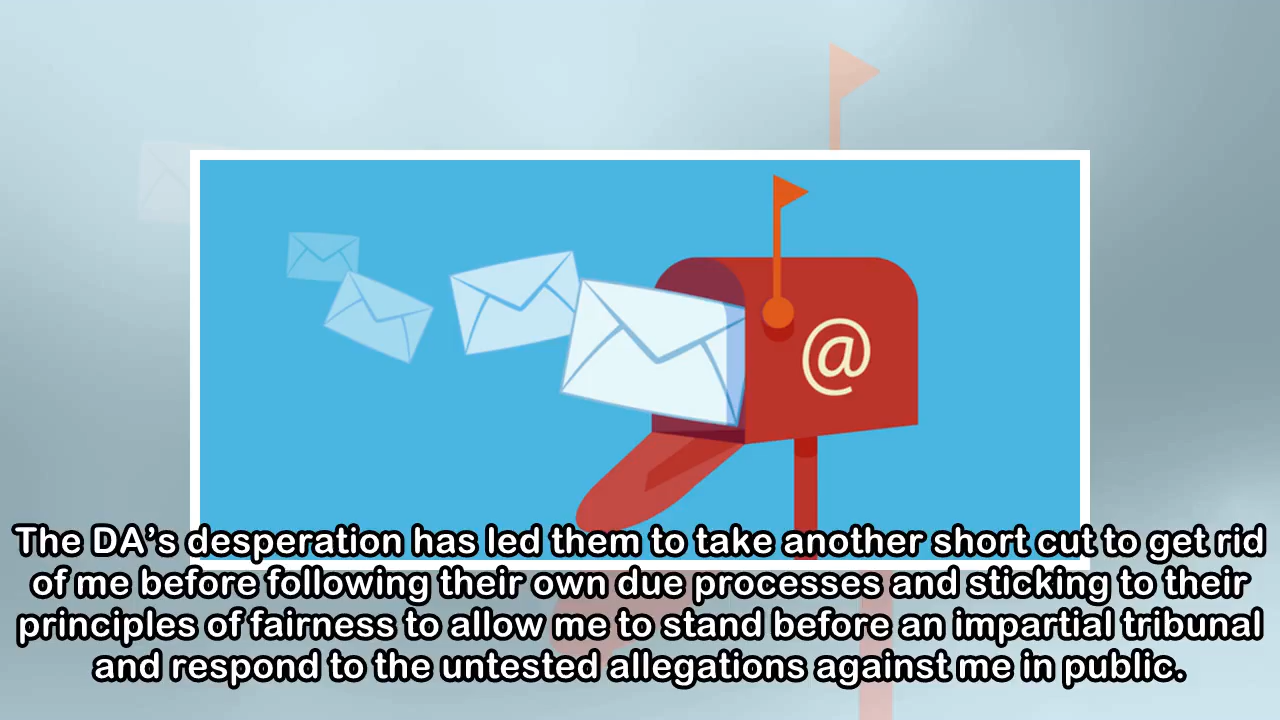 @
The DA’s desperation has led them to take another short cut to get rid
of me before following their own due processes and sticking to their
principles of fairness to allow me to stand before an impartial tribunal
and respond to the untested allegations against me in public.